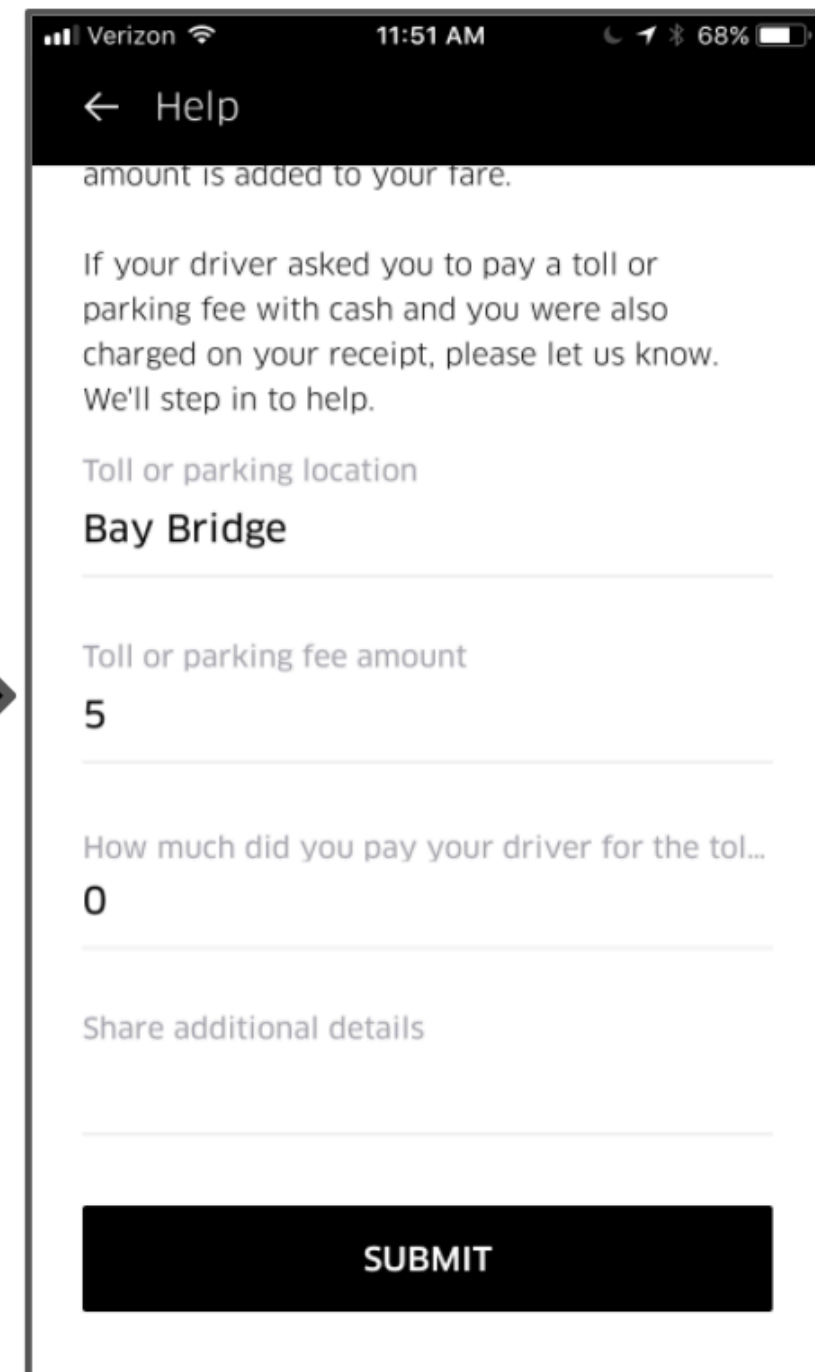 Verizon 11:51 AM 68%
← Help
amount is added to your fare.
If your driver asked you to pay a toll or
parking fee with cash and you were also
charged on your receipt, please let us know.
We'll step in to help.
Toll or parking location
Bay Bridge
Toll or parking fee amount
5
How much did you pay your driver for the tol...
0
Share additional details
SUBMIT